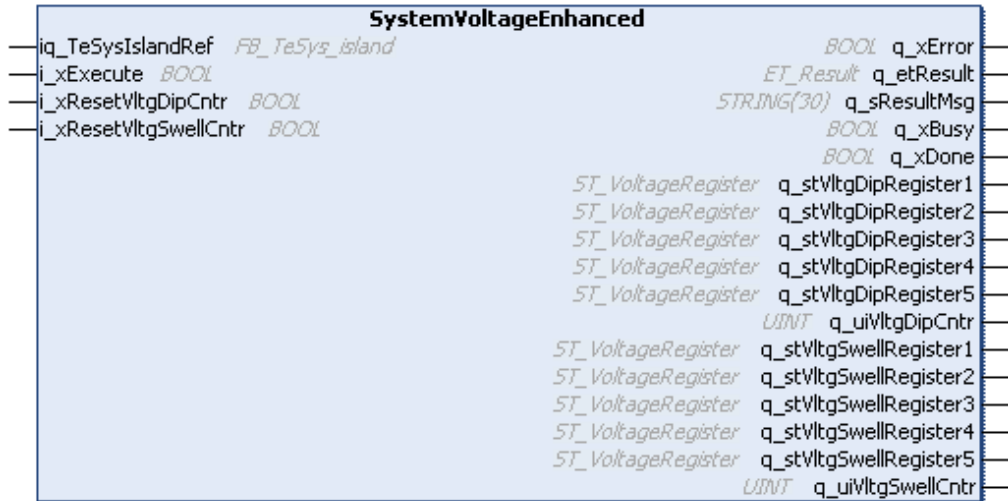 SystemVoltageEnhanced
iq_TeSysIslandRef FB_TeSys_island BOOL q_xError
i_xExecute BOOL ET_Result q_etResult
i_xResetVltgDipCntr BOOL STRING(30) q_sResultMsg
i_xResetVltgSwellCntr BOOL BOOL q_xBusy
BOOL q_xDone
ST_VoltageRegister q_stVltgDipRegister1
ST_VoltageRegister q_stVltgDipRegister2
ST_VoltageRegister q_stVltgDipRegister3
ST_VoltageRegister q_stVltgDipRegister4
ST_VoltageRegister q_stVltgDipRegister5
UINT q_uiVltgDipCntr
ST_VoltageRegister q_stVltgSwellRegister1
ST_VoltageRegister q_stVltgSwellRegister2
ST_VoltageRegister q_stVltgSwellRegister3
ST_VoltageRegister q_stVltgSwellRegister4
ST_VoltageRegister q_stVltgSwellRegister5
UINT q_uiVltgSwellCntr